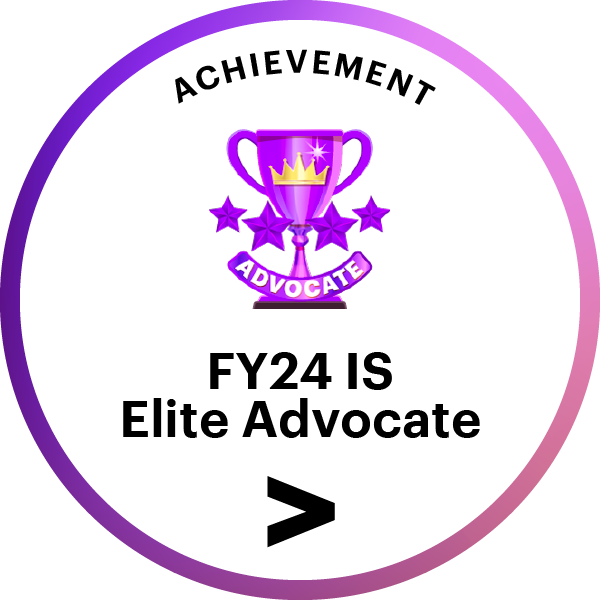 ACHIEVEMENT
ADVOCATE
FY24 IS
Elite Advocate
>